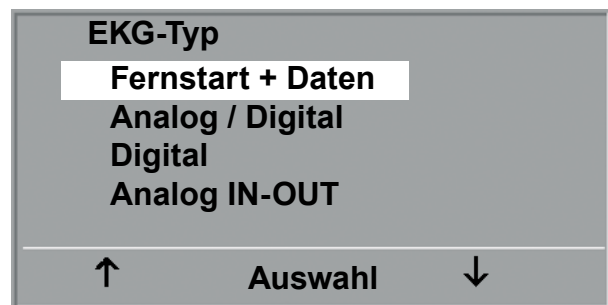 EKG-Typ
Fernstart + Daten
Analog / Digital
Digital
Analog IN-OUT
↑ Auswahl ↓